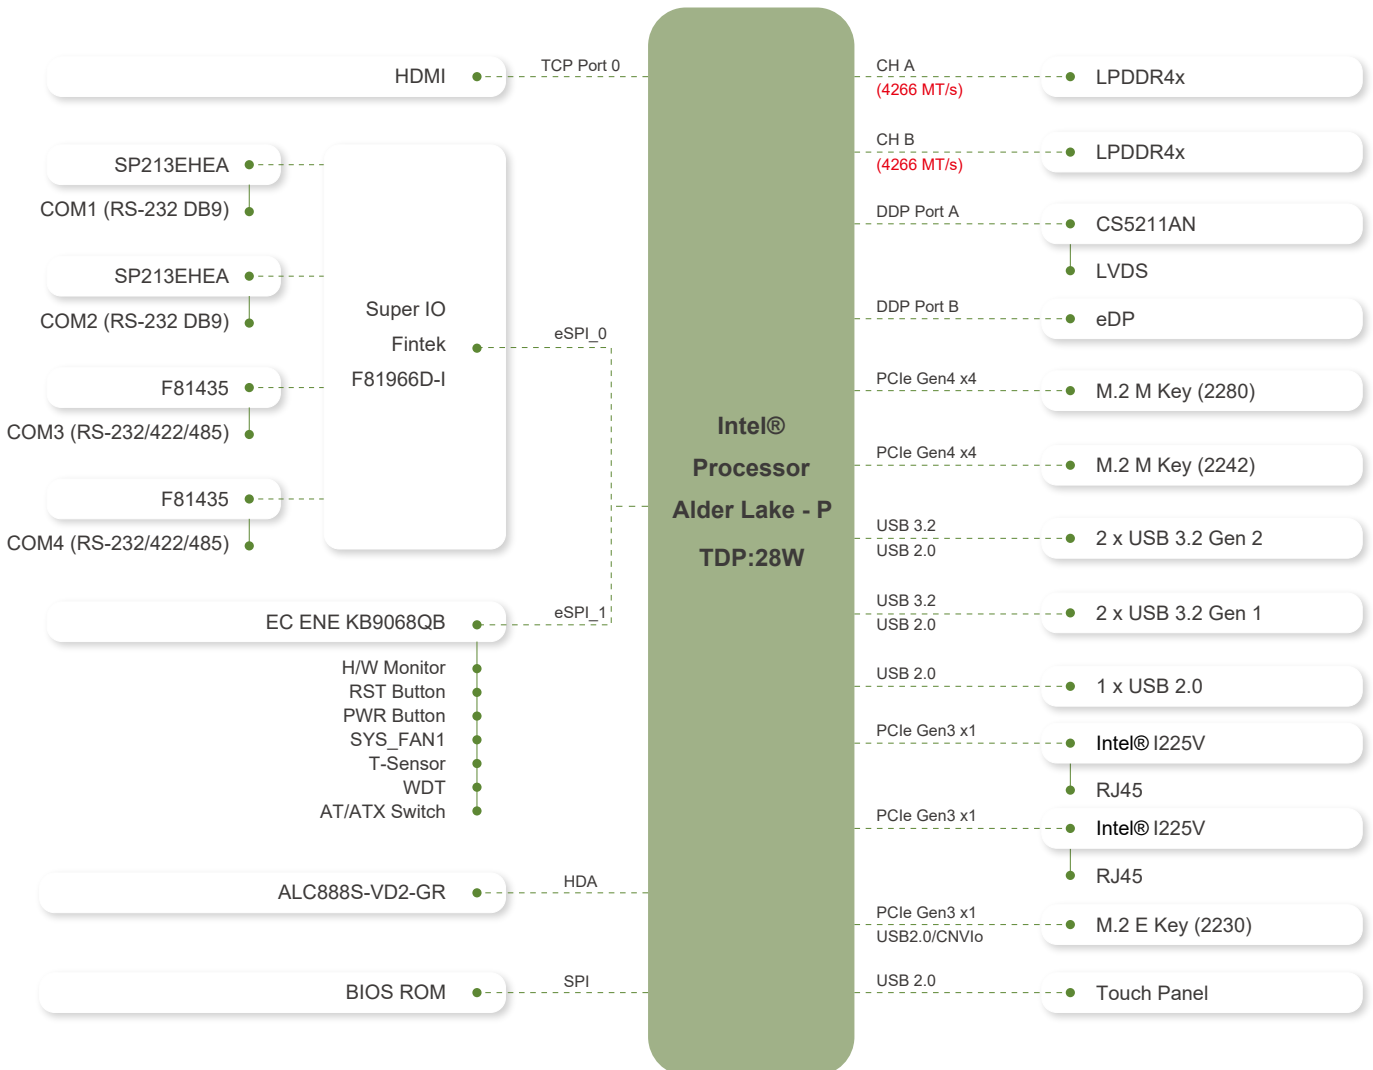 HDMI
TCP Port 0
SP213EHEA
COM1 (RS-232 DB9)
SP213EHEA
COM2 (RS-232 DB9)
F81435
COM3 (RS-232/422/485)
F81435
COM4 (RS-232/422/485)
Super IO
Fintek
F81966D-I
eSPI_0
EC ENE KB9068QB
eSPI_1
H/W Monitor
RST Button
PWR Button
SYS_FAN1
T-Sensor
WDT
AT/ATX Switch
ALC888S-VD2-GR
HDA
BIOS ROM
SPI
Intel®
Processor
Alder Lake - P
TDP:28W
CH A
(4266 MT/s)
LPDDR4x
CH B
(4266 MT/s)
LPDDR4x
DDP Port A
CS5211AN
LVDS
DDP Port B
eDP
PCIe Gen4 x4
M.2 M Key (2280)
PCIe Gen4 x4
M.2 M Key (2242)
USB 3.2
USB 2.0
2 x USB 3.2 Gen 2
USB 3.2
USB 2.0
2 x USB 3.2 Gen 1
USB 2.0
1 x USB 2.0
PCIe Gen3 x1
Intel® I225V
RJ45
PCIe Gen3 x1
Intel® I225V
RJ45
PCIe Gen3 x1
USB2.0/CNVIo
M.2 E Key (2230)
USB 2.0
Touch Panel